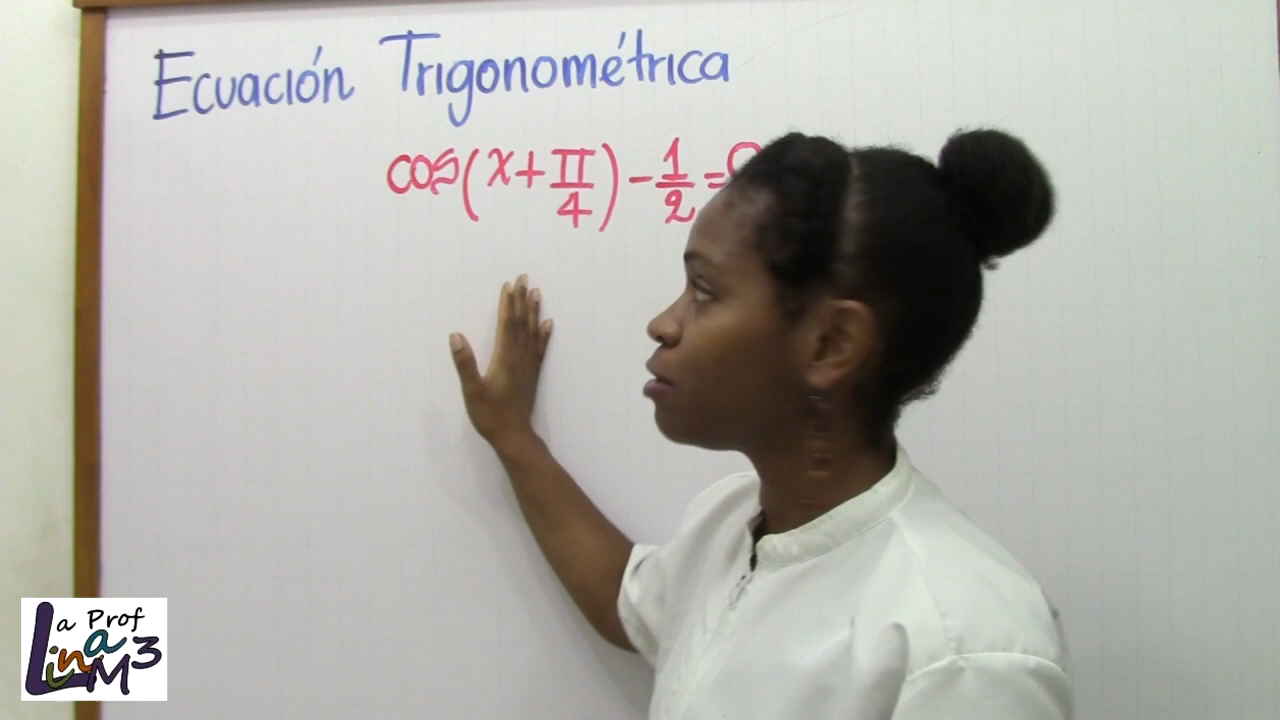 Ecuación Trigonométrica
cos(x + π/4) - 1/2 = 0
La Prof
Lina M3